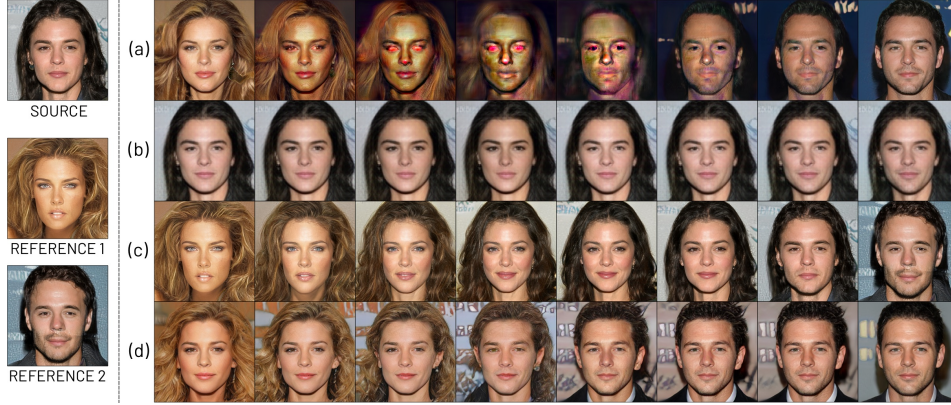 SOURCE
REFERENCE 1
REFERENCE 2
(a)
(b)
(c)
(d)